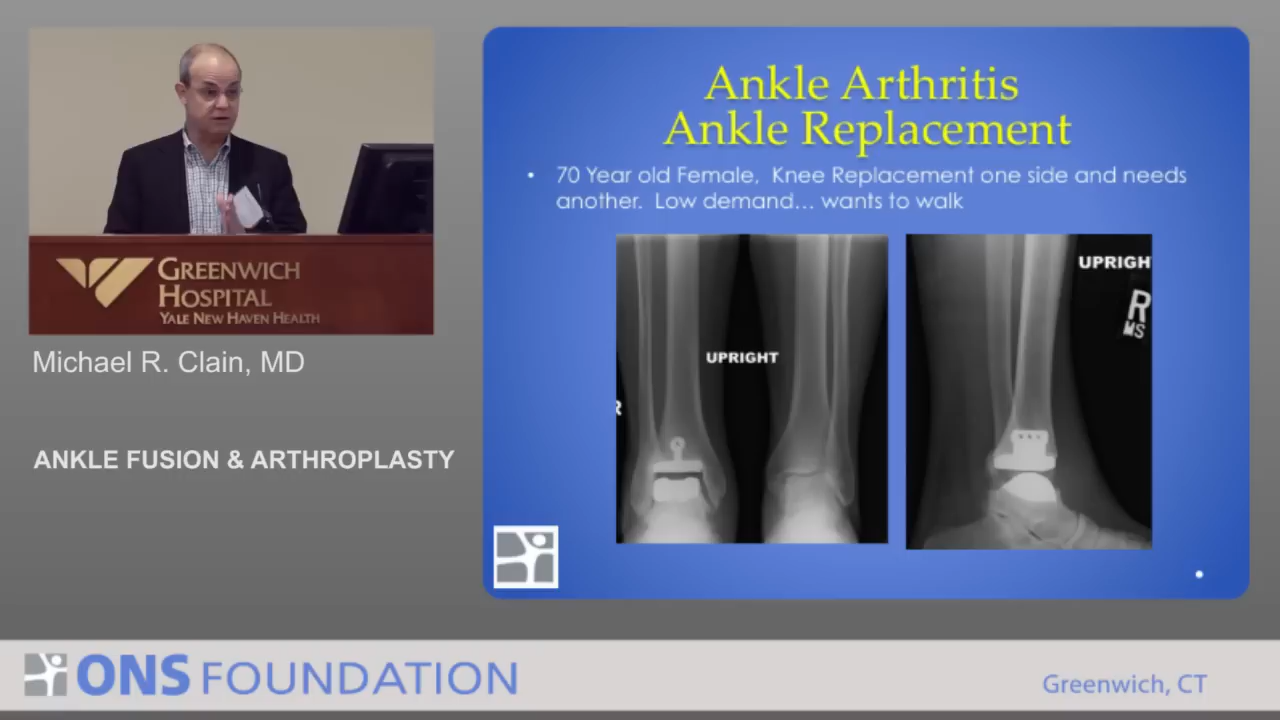 GREENWICH
HOSPITAL
YALE NEW HAVEN HEALTH
Michael R. Clain, MD
ANKLE FUSION & ARTHROPLASTY
Ankle Arthritis
Ankle Replacement
• 70 Year old Female, Knee Replacement one side and needs
another. Low demand... wants to walk
UPRIGHT
R
UPRIGH
R
MS
ONS FOUNDATION
Greenwich, CT